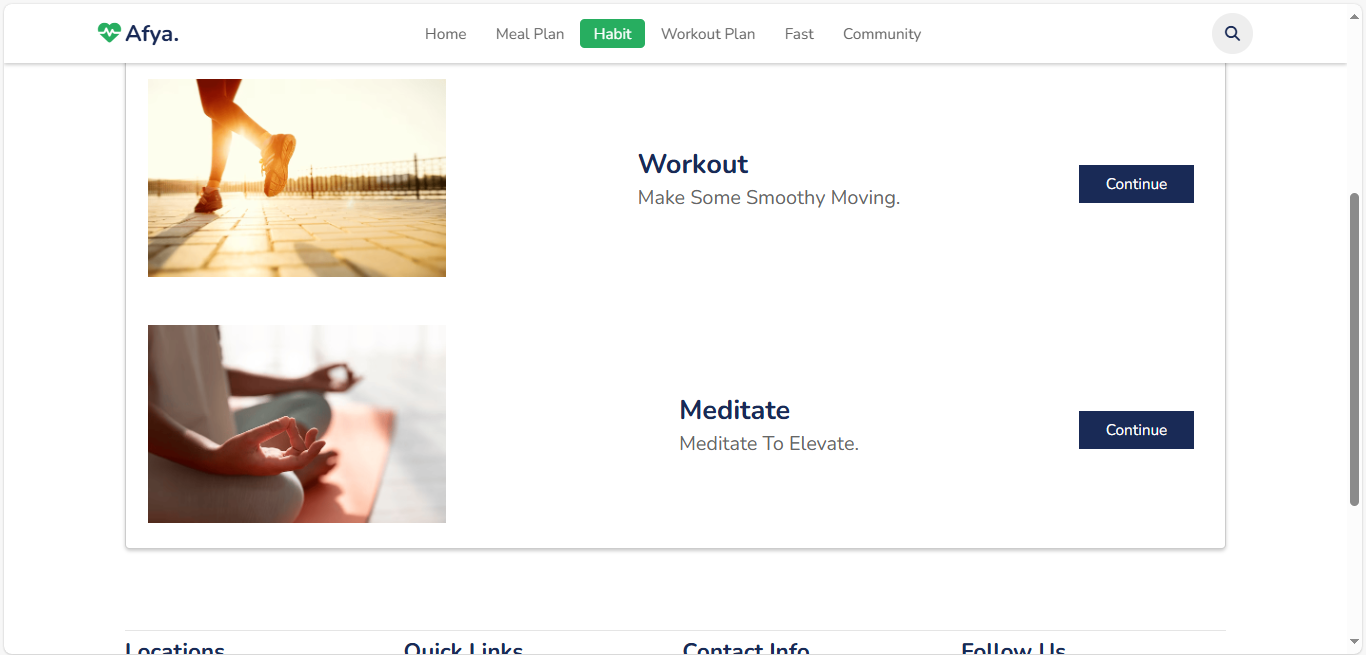 Afya.
Home Meal Plan Habit Workout Plan Fast Community
Workout
Make Some Smoothy Moving.
Continue
Meditate
Meditate To Elevate.
Continue
Locations Quick Links Contact Info Follow Us